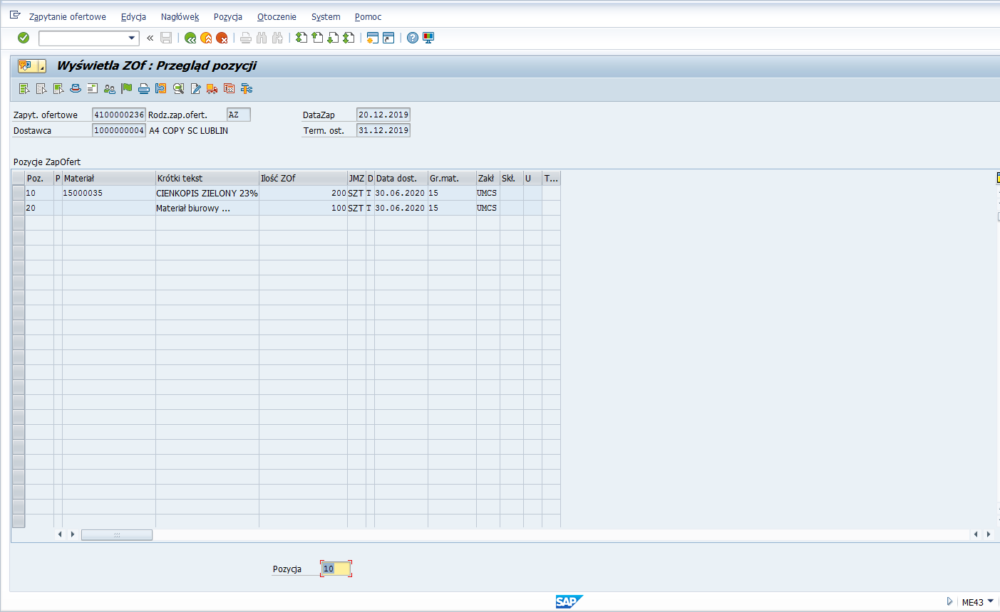 Zapytanie ofertowe Edycja Nagłówek Pozycja Otoczenie System Pomoc
Wyświetla ZOf : Przegląd pozycji
Zapyt. ofertowe 4100000236 Rodz.zap.ofert. AZ DataZap 20.12.2019
Dostawca 1000000004 A4 COPY SC LUBLIN Term. ost. 31.12.2019
Pozycje ZapOfert
Poz. P Materiał Krótki tekst Ilość ZOf JMZ D Data dost. Gr.mat. Zakł Skł. U T...
10 15000035 CIENKOPIS ZIELONY 23% 200 SZT T 30.06.2020 15 UMCS
20 Materiał biurowy ... 100 SZT T 30.06.2020 15 UMCS
Pozycja 10
SAP ME43